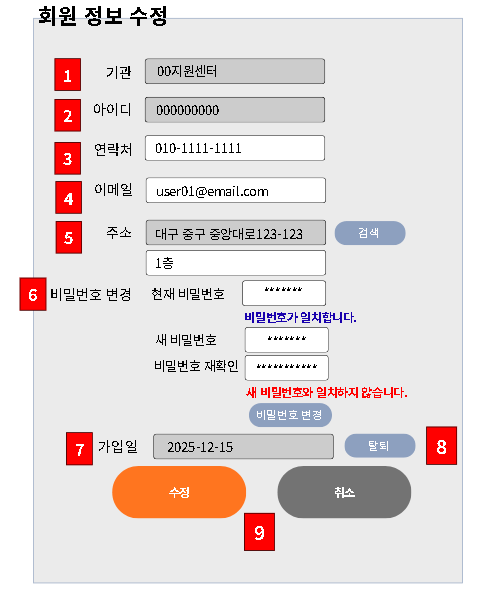 회원 정보 수정
1 기관 00지원센터
2 아이디 000000000
3 연락처 010-1111-1111
4 이메일 user01@email.com
5 주소 대구 중구 중앙대로123-123 검색
1층
6 비밀번호 변경 현재 비밀번호 *******
비밀번호가 일치합니다.
새 비밀번호 *******
비밀번호 재확인 ***********
새 비밀번호와 일치하지 않습니다.
비밀번호 변경
7 가입일 2025-12-15 탈퇴 8
수정 취소
9